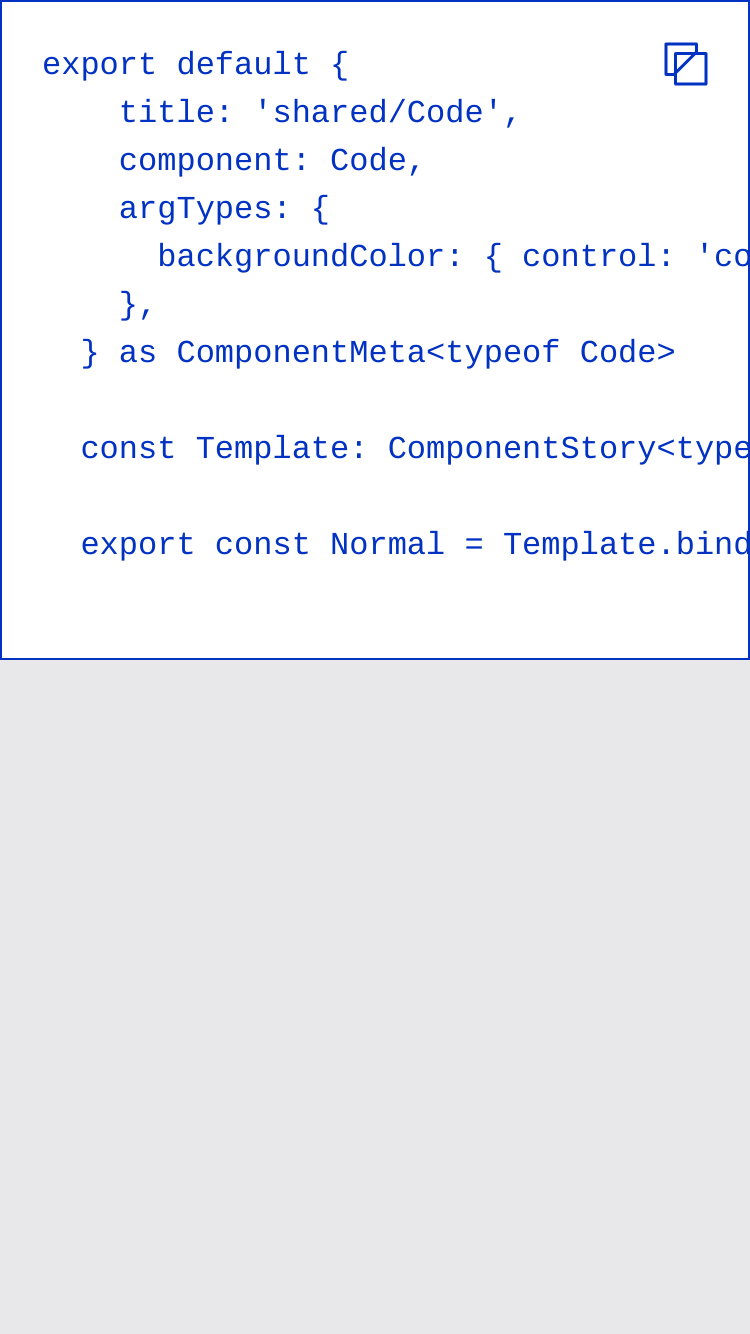 export default {
    title: 'shared/Code',
    component: Code,
    argTypes: {
      backgroundColor: { control: 'co
    },
  } as ComponentMeta<typeof Code>

  const Template: ComponentStory<type

  export const Normal = Template.bind